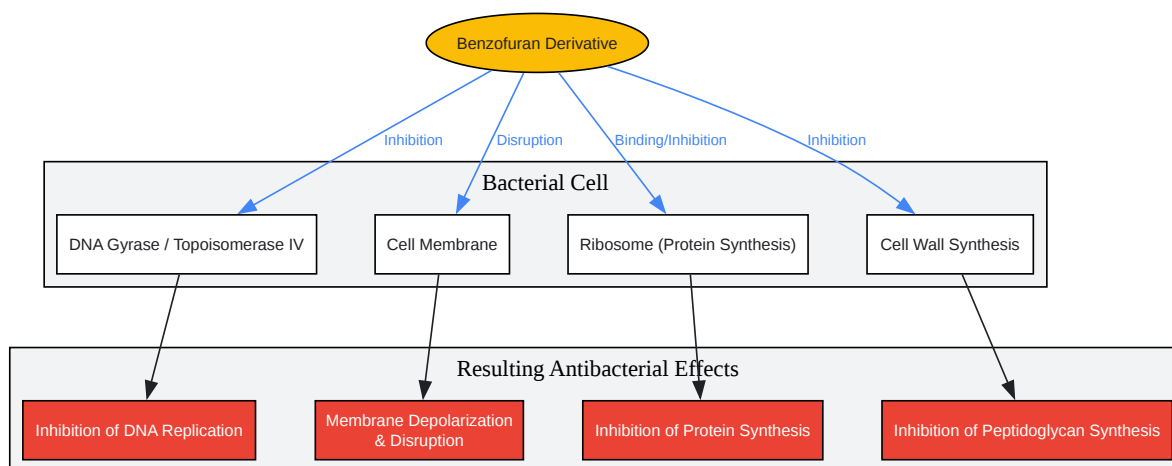 Benzofuran Derivative
Inhibition
Disruption
Binding/Inhibition
Inhibition
Bacterial Cell
DNA Gyrase / Topoisomerase IV
Cell Membrane
Ribosome (Protein Synthesis)
Cell Wall Synthesis
Resulting Antibacterial Effects
Inhibition of DNA Replication
Membrane Depolarization
& Disruption
Inhibition of Protein Synthesis
Inhibition of Peptidoglycan Synthesis